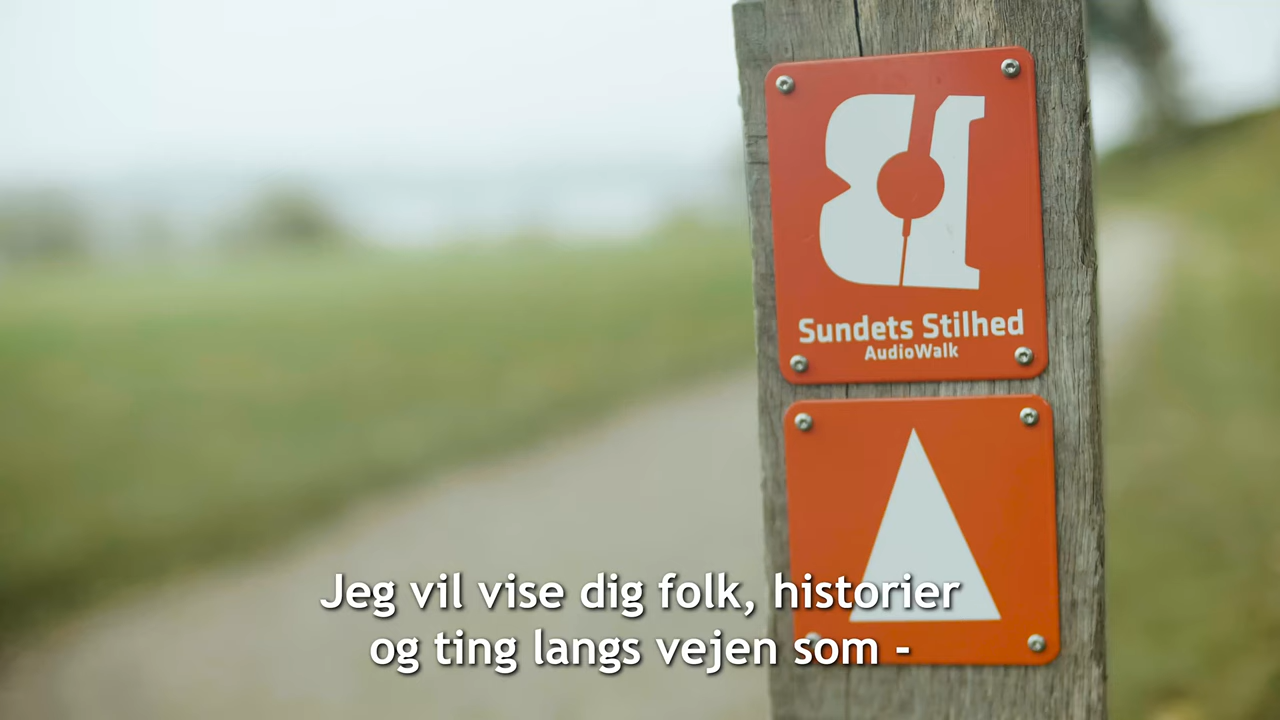 Sundets Stilhed
AudioWalk
Jeg vil vise dig folk, historier
og ting langs vejen som -